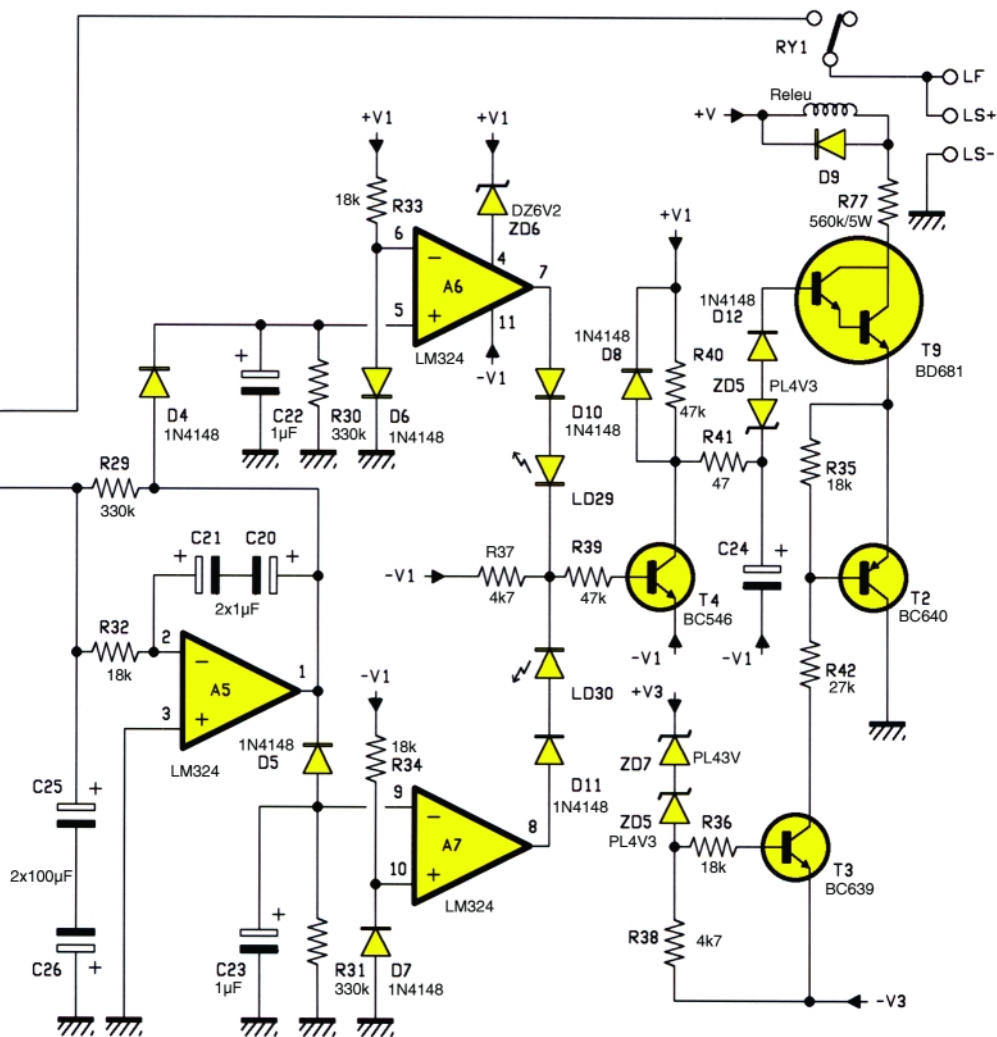 RY1
LF
Releu
+V
LS+
LS-
D9
R77
560k/5W
+V1
+V1
18k
R33
DZ6V2
ZD6
6
4
7
A6
5
11
LM324
-V1
+V1
1N4148
D8
R40
47k
1N4148
D12
ZD5
PL4V3
T9
BD681
D4
1N4148
C22
1µF
R30
330k
D6
1N4148
D10
1N4148
LD29
R41
47
R35
18k
R29
330k
C21
C20
+
+
2x1µF
-V1
R37
4k7
R39
47k
T4
BC546
-V1
C24
+
-V1
T2
BC640
R32
18k
2
1
A5
3
LM324
LD30
R42
27k
-V1
+V3
1N4148
D5
18k
R34
D11
1N4148
ZD7
PL43V
ZD5
PL4V3
C25
+
9
8
A7
10
LM324
R36
18k
T3
BC639
2x100µF
C26
+
C23
1µF
+
R31
330k
D7
1N4148
R38
4k7
-V3